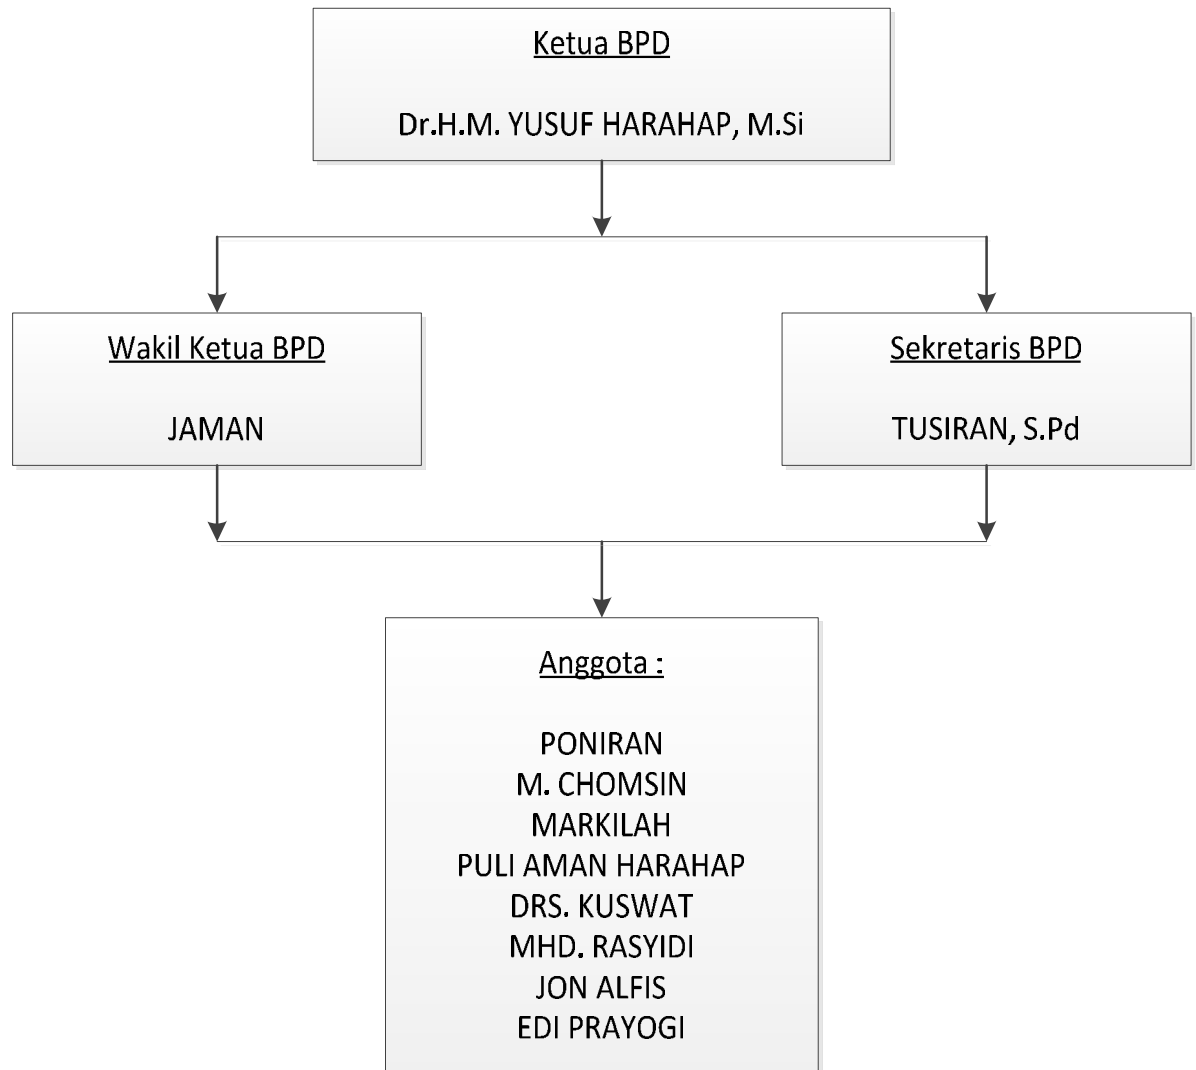 Ketua BPD
Dr.H.M. YUSUF HARAHAP, M.Si
Wakil Ketua BPD
JAMAN
Sekretaris BPD
TUSIRAN, S.Pd
Anggota :
PONIRAN
M. CHOMSIN
MARKILAH
PULI AMAN HARAHAP
DRS. KUSWAT
MHD. RASYIDI
JON ALFIS
EDI PRAYOGI